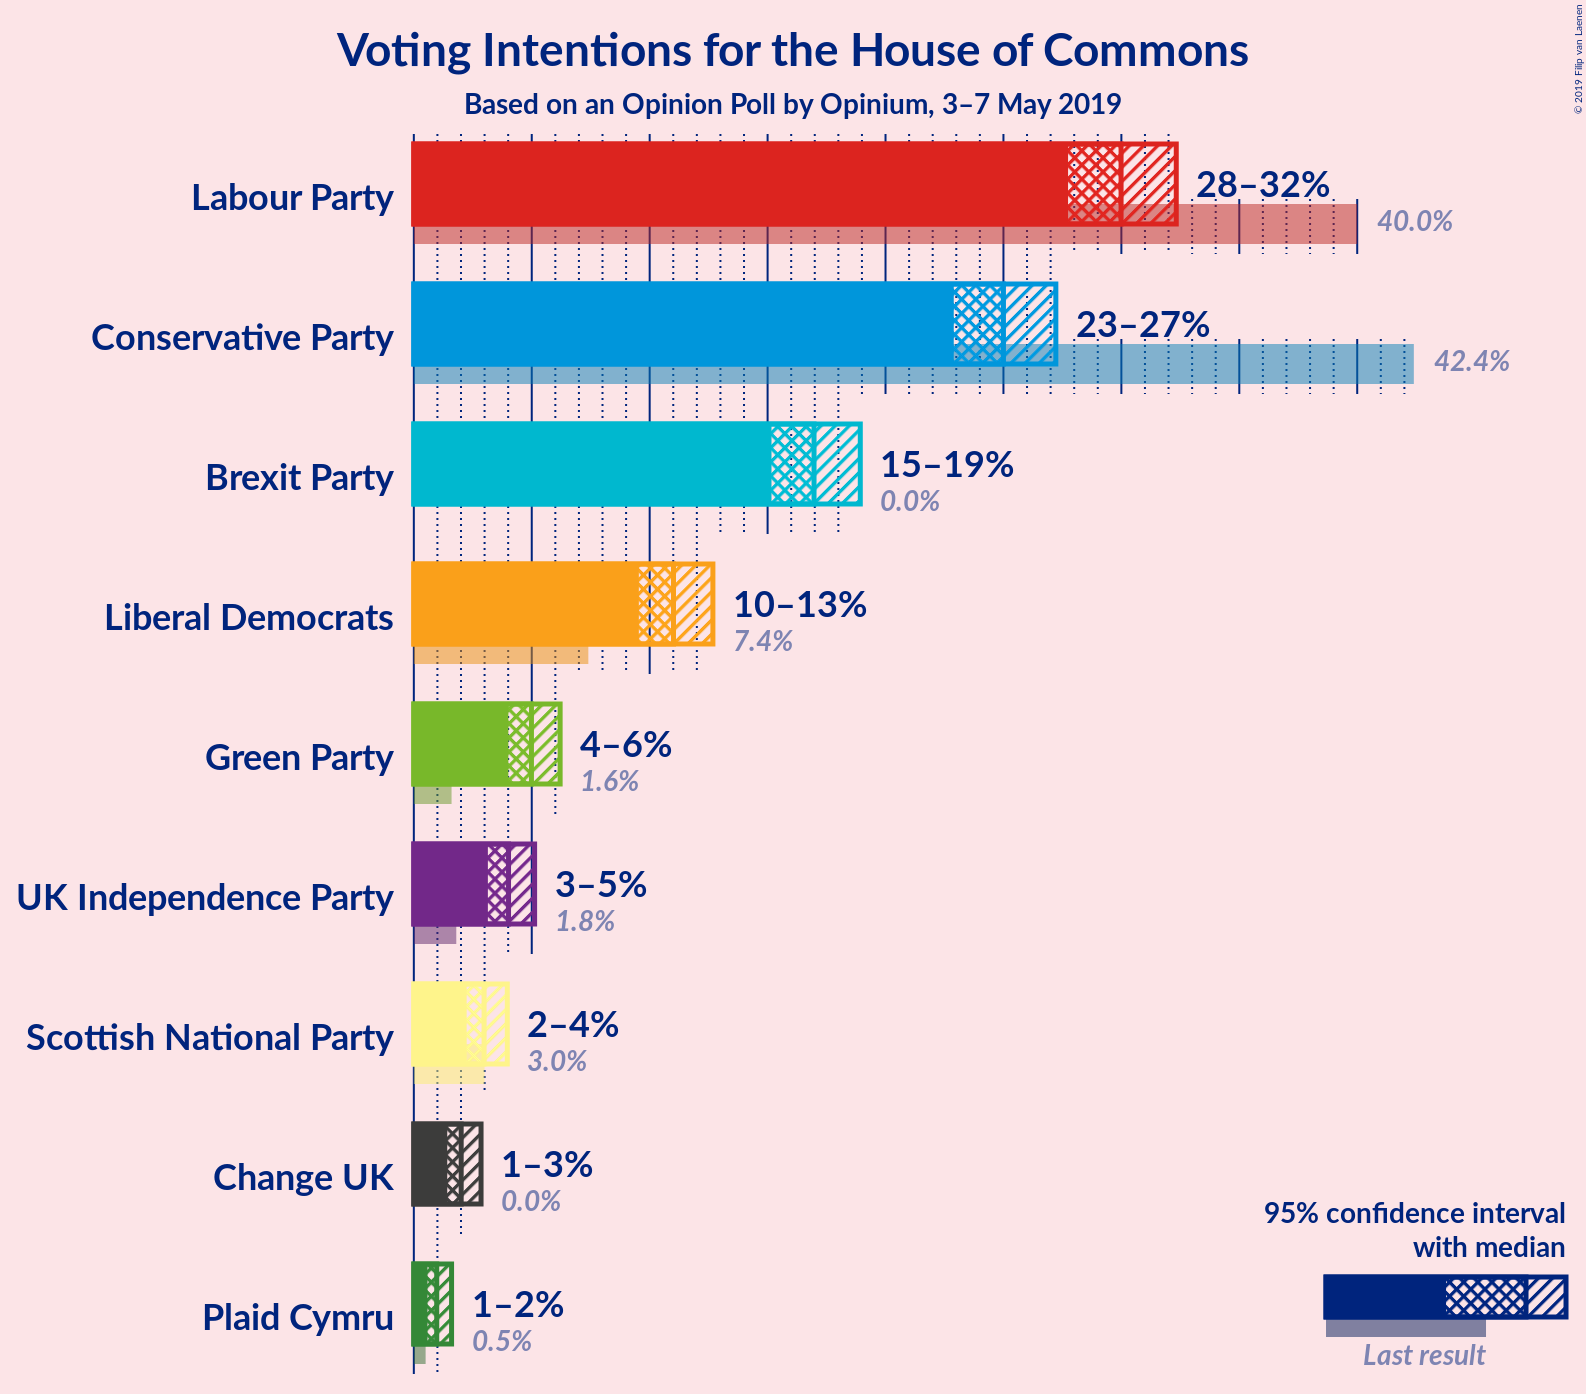 © 2019 Filip van Laenen
Voting Intentions for the House of Commons
Based on an Opinion Poll by Opinium, 3–7 May 2019
Labour Party
28–32%
40.0%
Conservative Party
23–27%
42.4%
Brexit Party
15–19%
0.0%
Liberal Democrats
10–13%
7.4%
Green Party
4–6%
1.6%
UK Independence Party
3–5%
1.8%
Scottish National Party
2–4%
3.0%
Change UK
1–3%
0.0%
Plaid Cymru
1–2%
0.5%
95% confidence interval
with median
Last result